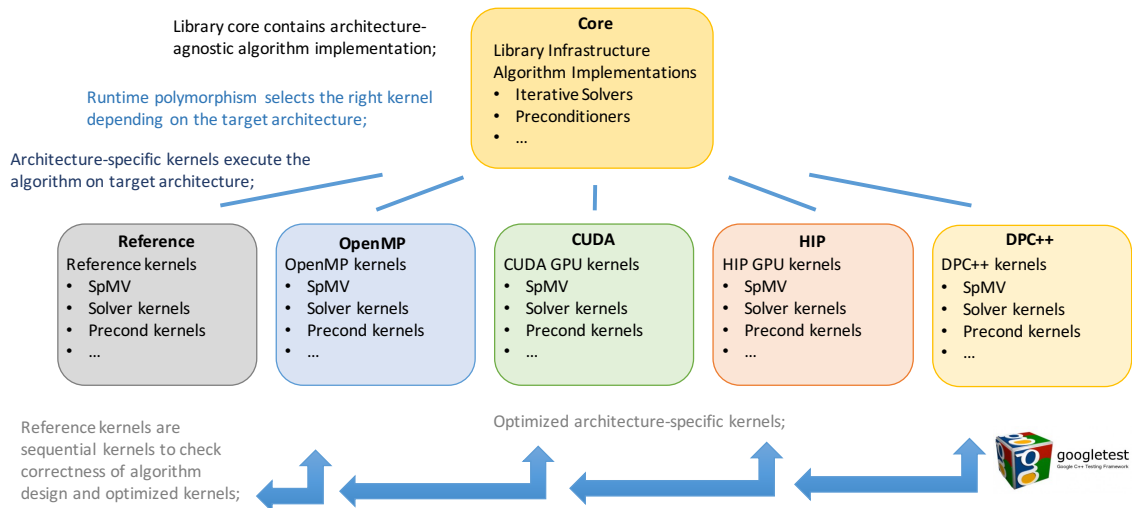 Library core contains architecture-
agnostic algorithm implementation;
Core
Library Infrastructure
Algorithm Implementations
• Iterative Solvers
• Preconditioners
• ...
Runtime polymorphism selects the right kernel
depending on the target architecture;
Architecture-specific kernels execute the
algorithm on target architecture;
Reference
Reference kernels
• SpMV
• Solver kernels
• Precond kernels
• ...
OpenMP
OpenMP kernels
• SpMV
• Solver kernels
• Precond kernels
• ...
CUDA
CUDA GPU kernels
• SpMV
• Solver kernels
• Precond kernels
• ...
HIP
HIP GPU kernels
• SpMV
• Solver kernels
• Precond kernels
• ...
DPC++
DPC++ kernels
• SpMV
• Solver kernels
• Precond kernels
• ...
Reference kernels are
sequential kernels to check
correctness of algorithm
design and optimized kernels;
Optimized architecture-specific kernels;
googletest
Google C++ Testing Framework